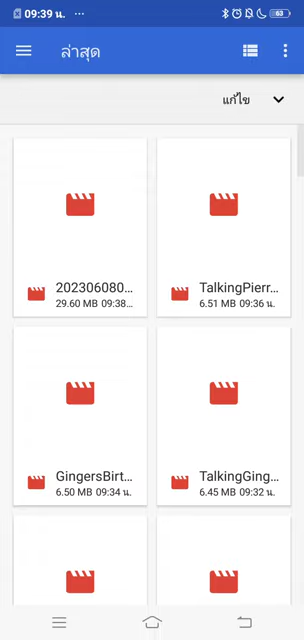 09:39 น. ...
63
ล่าสุด
แก้ไข
202306080...
29.60 MB 09:38...
TalkingPierr...
6.51 MB 09:36 น.
GingersBirt...
6.50 MB 09:34 น.
TalkingGing...
6.45 MB 09:32 น.